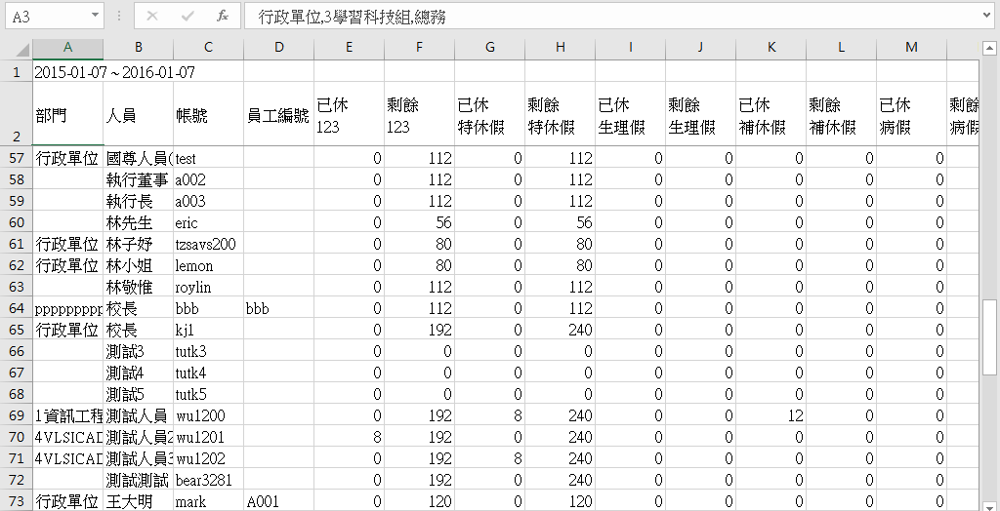 A3 fx 行政單位,3學習科技組,總務
A B C D E F G H I J K L M
1 2015-01-07 ~ 2016-01-07
2 部門 人員 帳號 員工編號 已休 123 剩餘 123 已休 特休假 剩餘 特休假 已休 生理假 剩餘 生理假 已休 補休假 剩餘 補休假 已休 病假 剩餘 病假
57 行政單位 國尊人員( test 0 112 0 112 0 0 0 0 0
58 執行董事 a002 0 112 0 112 0 0 0 0 0
59 執行長 a003 0 112 0 112 0 0 0 0 0
60 林先生 eric 0 56 0 56 0 0 0 0 0
61 行政單位 林子妤 tzsavs200 0 80 0 80 0 0 0 0 0
62 行政單位 林小姐 lemon 0 80 0 80 0 0 0 0 0
63 林敬惟 roylin 0 112 0 112 0 0 0 0 0
64 ppppppppp 校長 bbb bbb 0 112 0 112 0 0 0 0 0
65 行政單位 校長 kj1 0 192 0 240 0 0 0 0 0
66 測試3 tutk3 0 0 0 0 0 0 0 0 0
67 測試4 tutk4 0 0 0 0 0 0 0 0 0
68 測試5 tutk5 0 0 0 0 0 0 0 0 0
69 1資訊工程 測試人員 wu1200 0 192 8 240 0 0 12 0 0
70 4VLSICAD 測試人員2 wu1201 8 192 0 240 0 0 0 0 0
71 4VLSICAD 測試人員3 wu1202 0 192 8 240 0 0 0 0 0
72 測試測試 bear3281 0 192 0 240 0 0 0 0 0
73 行政單位 王大明 mark A001 0 120 0 120 0 0 0 0 0